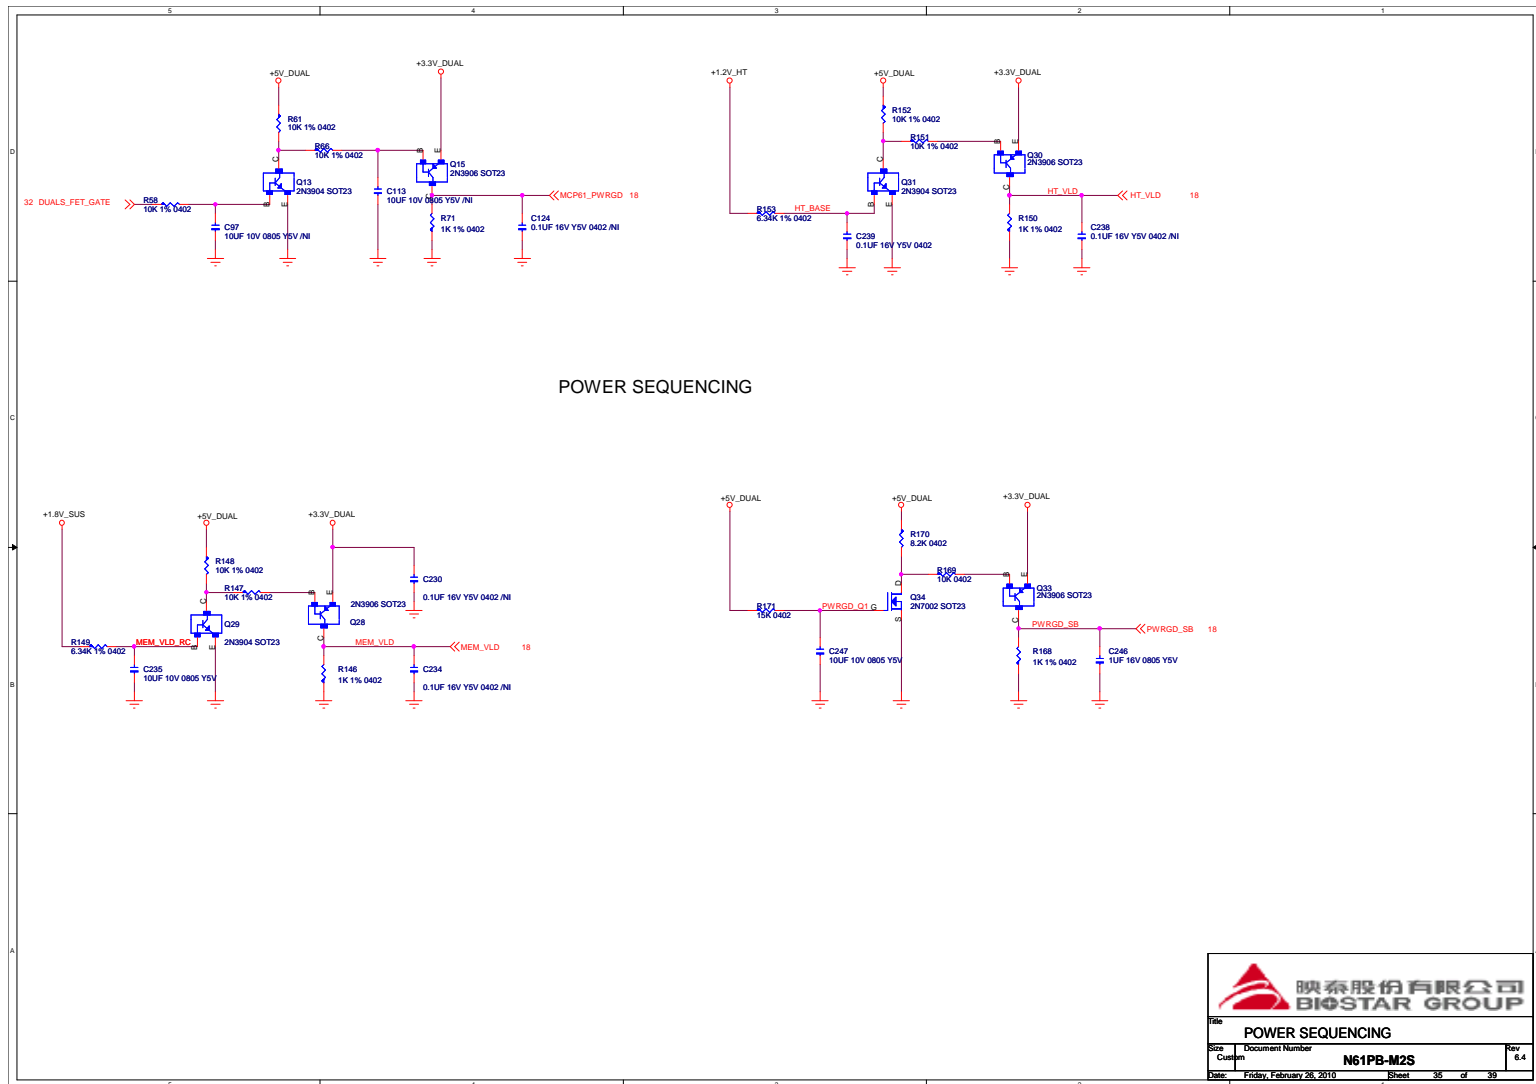 5 4 3 2 1
+5V_DUAL
+3.3V_DUAL
R61
10K 1% 0402
R66
10K 1% 0402
B
E
C
Q15
2N3906 SOT23
Q13
2N3904 SOT23
C113
10UF 10V 0805 Y5V /NI
32 DUALS_FET_GATE
R58
10K 1% 0402
B
E
C97
10UF 10V 0805 Y5V /NI
R71
1K 1% 0402
C124
0.1UF 16V Y5V 0402 /NI
MCP61_PWRGD 18
+1.2V_HT
+5V_DUAL
+3.3V_DUAL
R152
10K 1% 0402
R151
10K 1% 0402
B
E
C
Q30
2N3906 SOT23
Q31
2N3904 SOT23
C
HT_VLD
HT_VLD 18
R153
6.34K 1% 0402
HT_BASE
B
E
C239
0.1UF 16V Y5V 0402
R150
1K 1% 0402
C238
0.1UF 16V Y5V 0402 /NI
D
POWER SEQUENCING
C
+1.8V_SUS
+5V_DUAL
+3.3V_DUAL
R148
10K 1% 0402
R147
10K 1% 0402
B
E
C
2N3906 SOT23
Q28
C230
0.1UF 16V Y5V 0402 /NI
Q29
2N3904 SOT23
R149
6.34K 1% 0402
MEM_VLD_RC
B
E
C
MEM_VLD
MEM_VLD 18
C235
10UF 10V 0805 Y5V
R146
1K 1% 0402
C234
0.1UF 16V Y5V 0402 /NI
+5V_DUAL
+5V_DUAL
+3.3V_DUAL
R170
8.2K 0402
R169
10K 0402
B
E
D
Q34
2N7002 SOT23
Q33
2N3906 SOT23
R171
15K 0402
PWRGD_Q1
G
S
C
PWRGD_SB
PWRGD_SB 18
C247
10UF 10V 0805 Y5V
R168
1K 1% 0402
C246
1UF 16V 0805 Y5V
B
A
映泰股份有限公司
BIOSTAR GROUP
Title
POWER SEQUENCING
Size
Custom
Document Number
N61PB-M2S
Rev
6.4
Date: Friday, February 26, 2010 Sheet 35 of 39